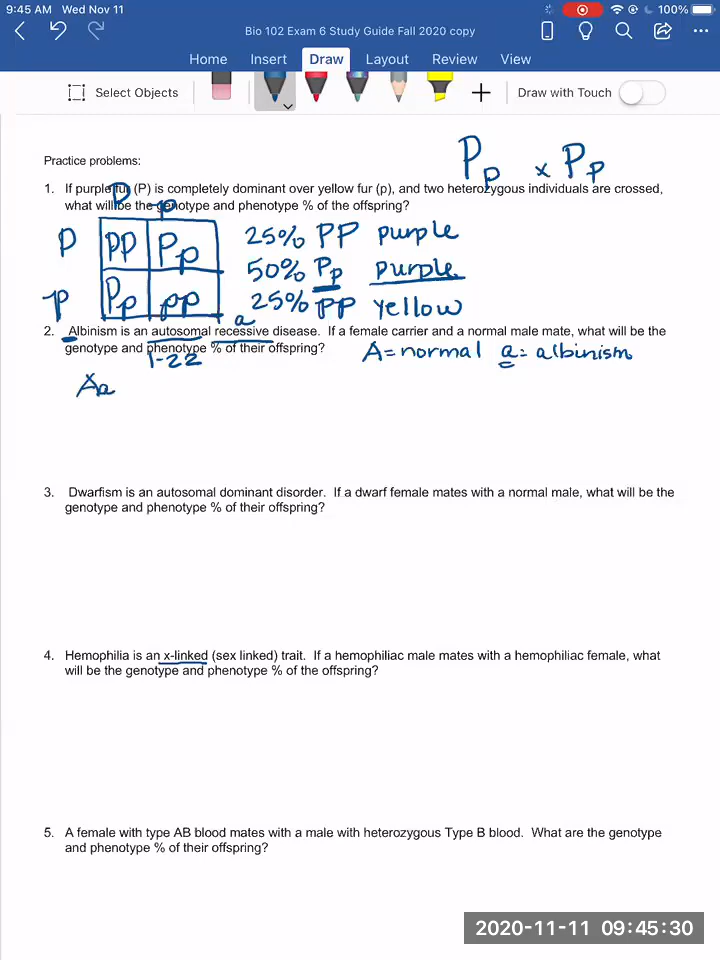 9:45 AM Wed Nov 11
100%
Bio 102 Exam 6 Study Guide Fall 2020 copy
Home Insert Draw Layout Review View
Select Objects
Draw with Touch
Practice problems:
Pp x Pp
1. If purple fur (P) is completely dominant over yellow fur (p), and two heterozygous individuals are crossed,
what will be the genotype and phenotype % of the offspring?
P p
P PP Pp 25% PP purple
50% Pp purple
p Pp pp 25% PP yellow
a
2. Albinism is an autosomal recessive disease. If a female carrier and a normal male mate, what will be the
genotype and phenotype % of their offspring?
1-22
A=normal a=albinism
Aa
3. Dwarfism is an autosomal dominant disorder. If a dwarf female mates with a normal male, what will be the
genotype and phenotype % of their offspring?
4. Hemophilia is an x-linked (sex linked) trait. If a hemophiliac male mates with a hemophiliac female, what
will be the genotype and phenotype % of the offspring?
5. A female with type AB blood mates with a male with heterozygous Type B blood. What are the genotype
and phenotype % of their offspring?
2020-11-11 09:45:30